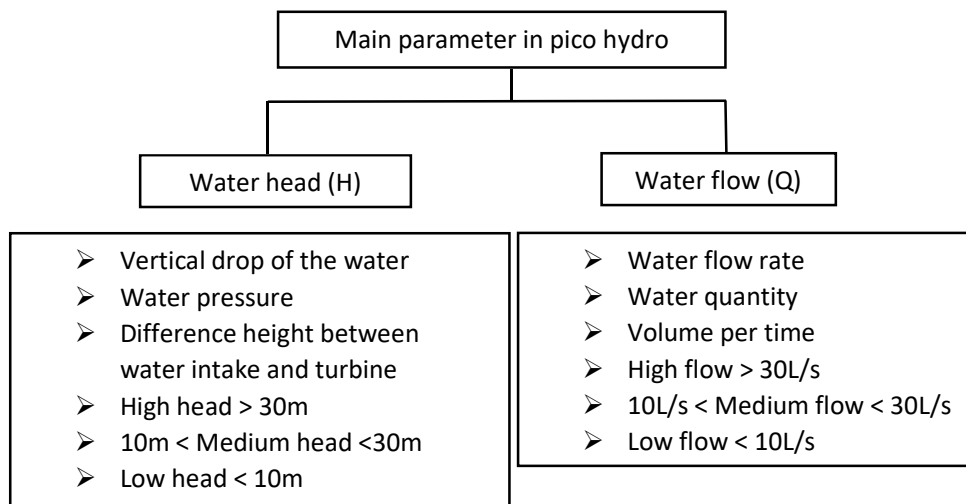 Main parameter in pico hydro
Water head (H)
Water flow (Q)
➢ Vertical drop of the water
➢ Water pressure
➢ Difference height between
water intake and turbine
➢ High head > 30m
➢ 10m < Medium head <30m
➢ Low head < 10m
➢ Water flow rate
➢ Water quantity
➢ Volume per time
➢ High flow > 30L/s
➢ 10L/s < Medium flow < 30L/s
➢ Low flow < 10L/s